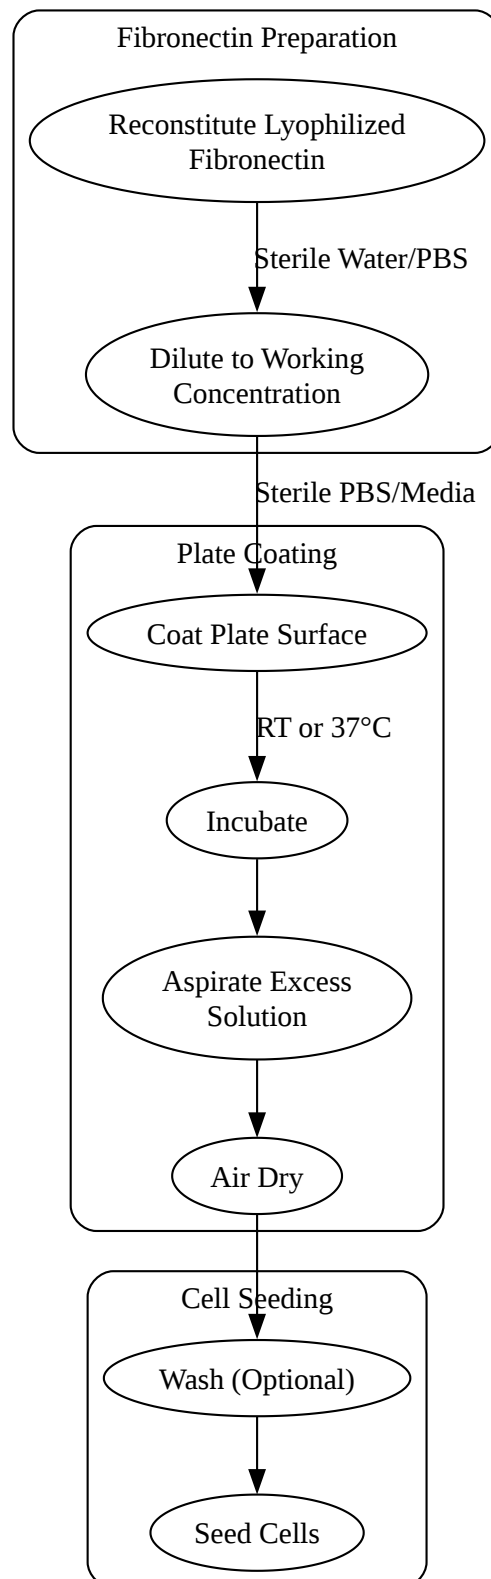 Fibronectin Preparation
Reconstitute Lyophilized
Fibronectin
Sterile Water/PBS
Dilute to Working
Concentration
Sterile PBS/Media
Plate Coating
Coat Plate Surface
RT or 37°C
Incubate
Aspirate Excess
Solution
Air Dry
Cell Seeding
Wash (Optional)
Seed Cells